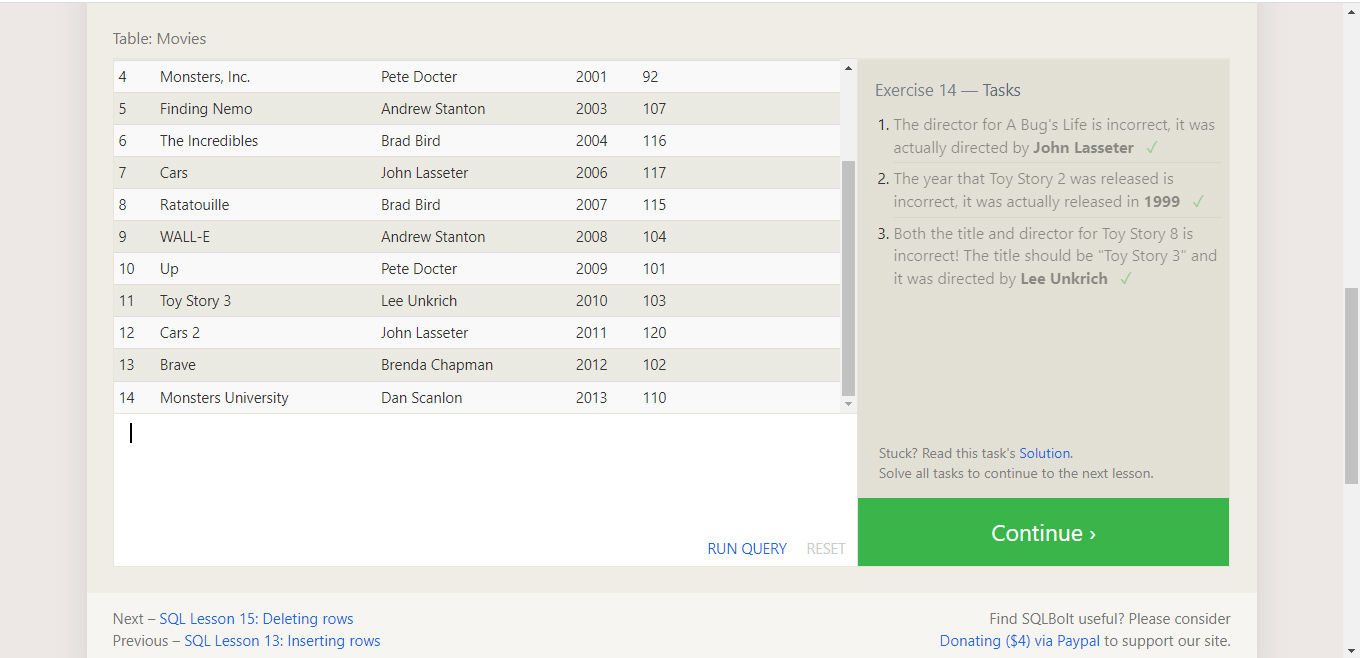 Table: Movies
4 Monsters, Inc. Pete Docter 2001 92
5 Finding Nemo Andrew Stanton 2003 107
6 The Incredibles Brad Bird 2004 116
7 Cars John Lasseter 2006 117
8 Ratatouille Brad Bird 2007 115
9 WALL-E Andrew Stanton 2008 104
10 Up Pete Docter 2009 101
11 Toy Story 3 Lee Unkrich 2010 103
12 Cars 2 John Lasseter 2011 120
13 Brave Brenda Chapman 2012 102
14 Monsters University Dan Scanlon 2013 110
RUN QUERY RESET
Exercise 14 — Tasks
1. The director for A Bug's Life is incorrect, it was
actually directed by John Lasseter ✓
2. The year that Toy Story 2 was released is
incorrect, it was actually released in 1999 ✓
3. Both the title and director for Toy Story 8 is
incorrect! The title should be "Toy Story 3" and
it was directed by Lee Unkrich ✓
Stuck? Read this task's Solution.
Solve all tasks to continue to the next lesson.
Continue ›
Next – SQL Lesson 15: Deleting rows
Previous – SQL Lesson 13: Inserting rows
Find SQLBolt useful? Please consider
Donating ($4) via Paypal to support our site.